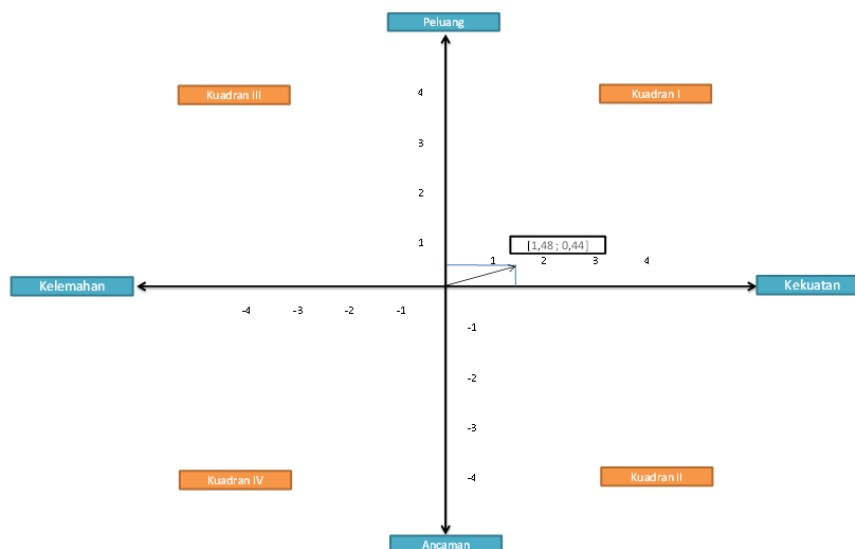 Peluang
Kuadran III
4
Kuadran I
3
2
1
[1,48 ; 0,44]
1
2
3
4
Kelemahan
Kekuatan
-4
-3
-2
-1
-1
-2
-3
-4
Kuadran IV
Kuadran II
Ancaman